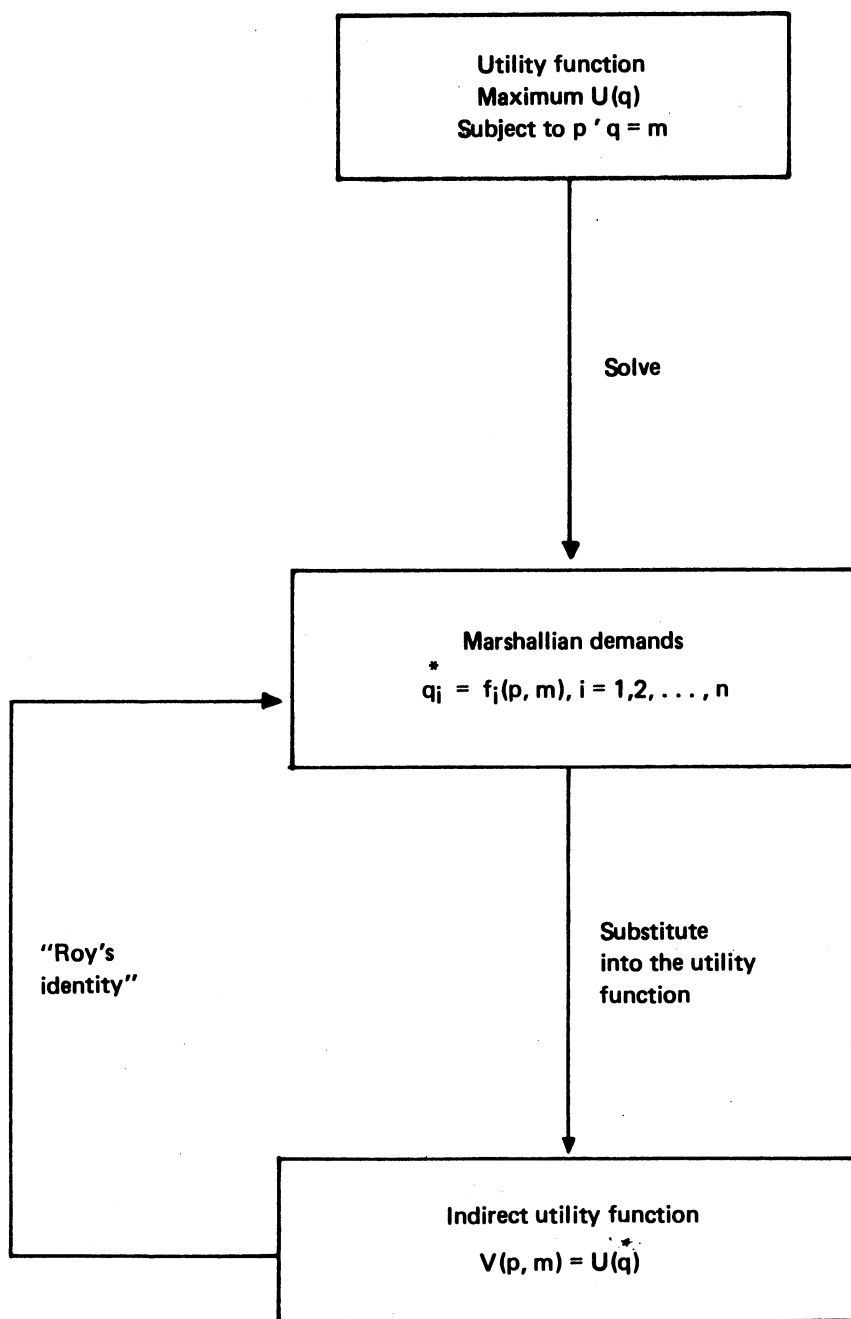 Utility function
Maximum U(q)
Subject to p ′ q = m
Solve
Marshallian demands
q̊*i = fi(p, m), i = 1,2, . . . , n
"Roy's
identity"
Substitute
into the utility
function
Indirect utility function
V(p, m) = U(q*)